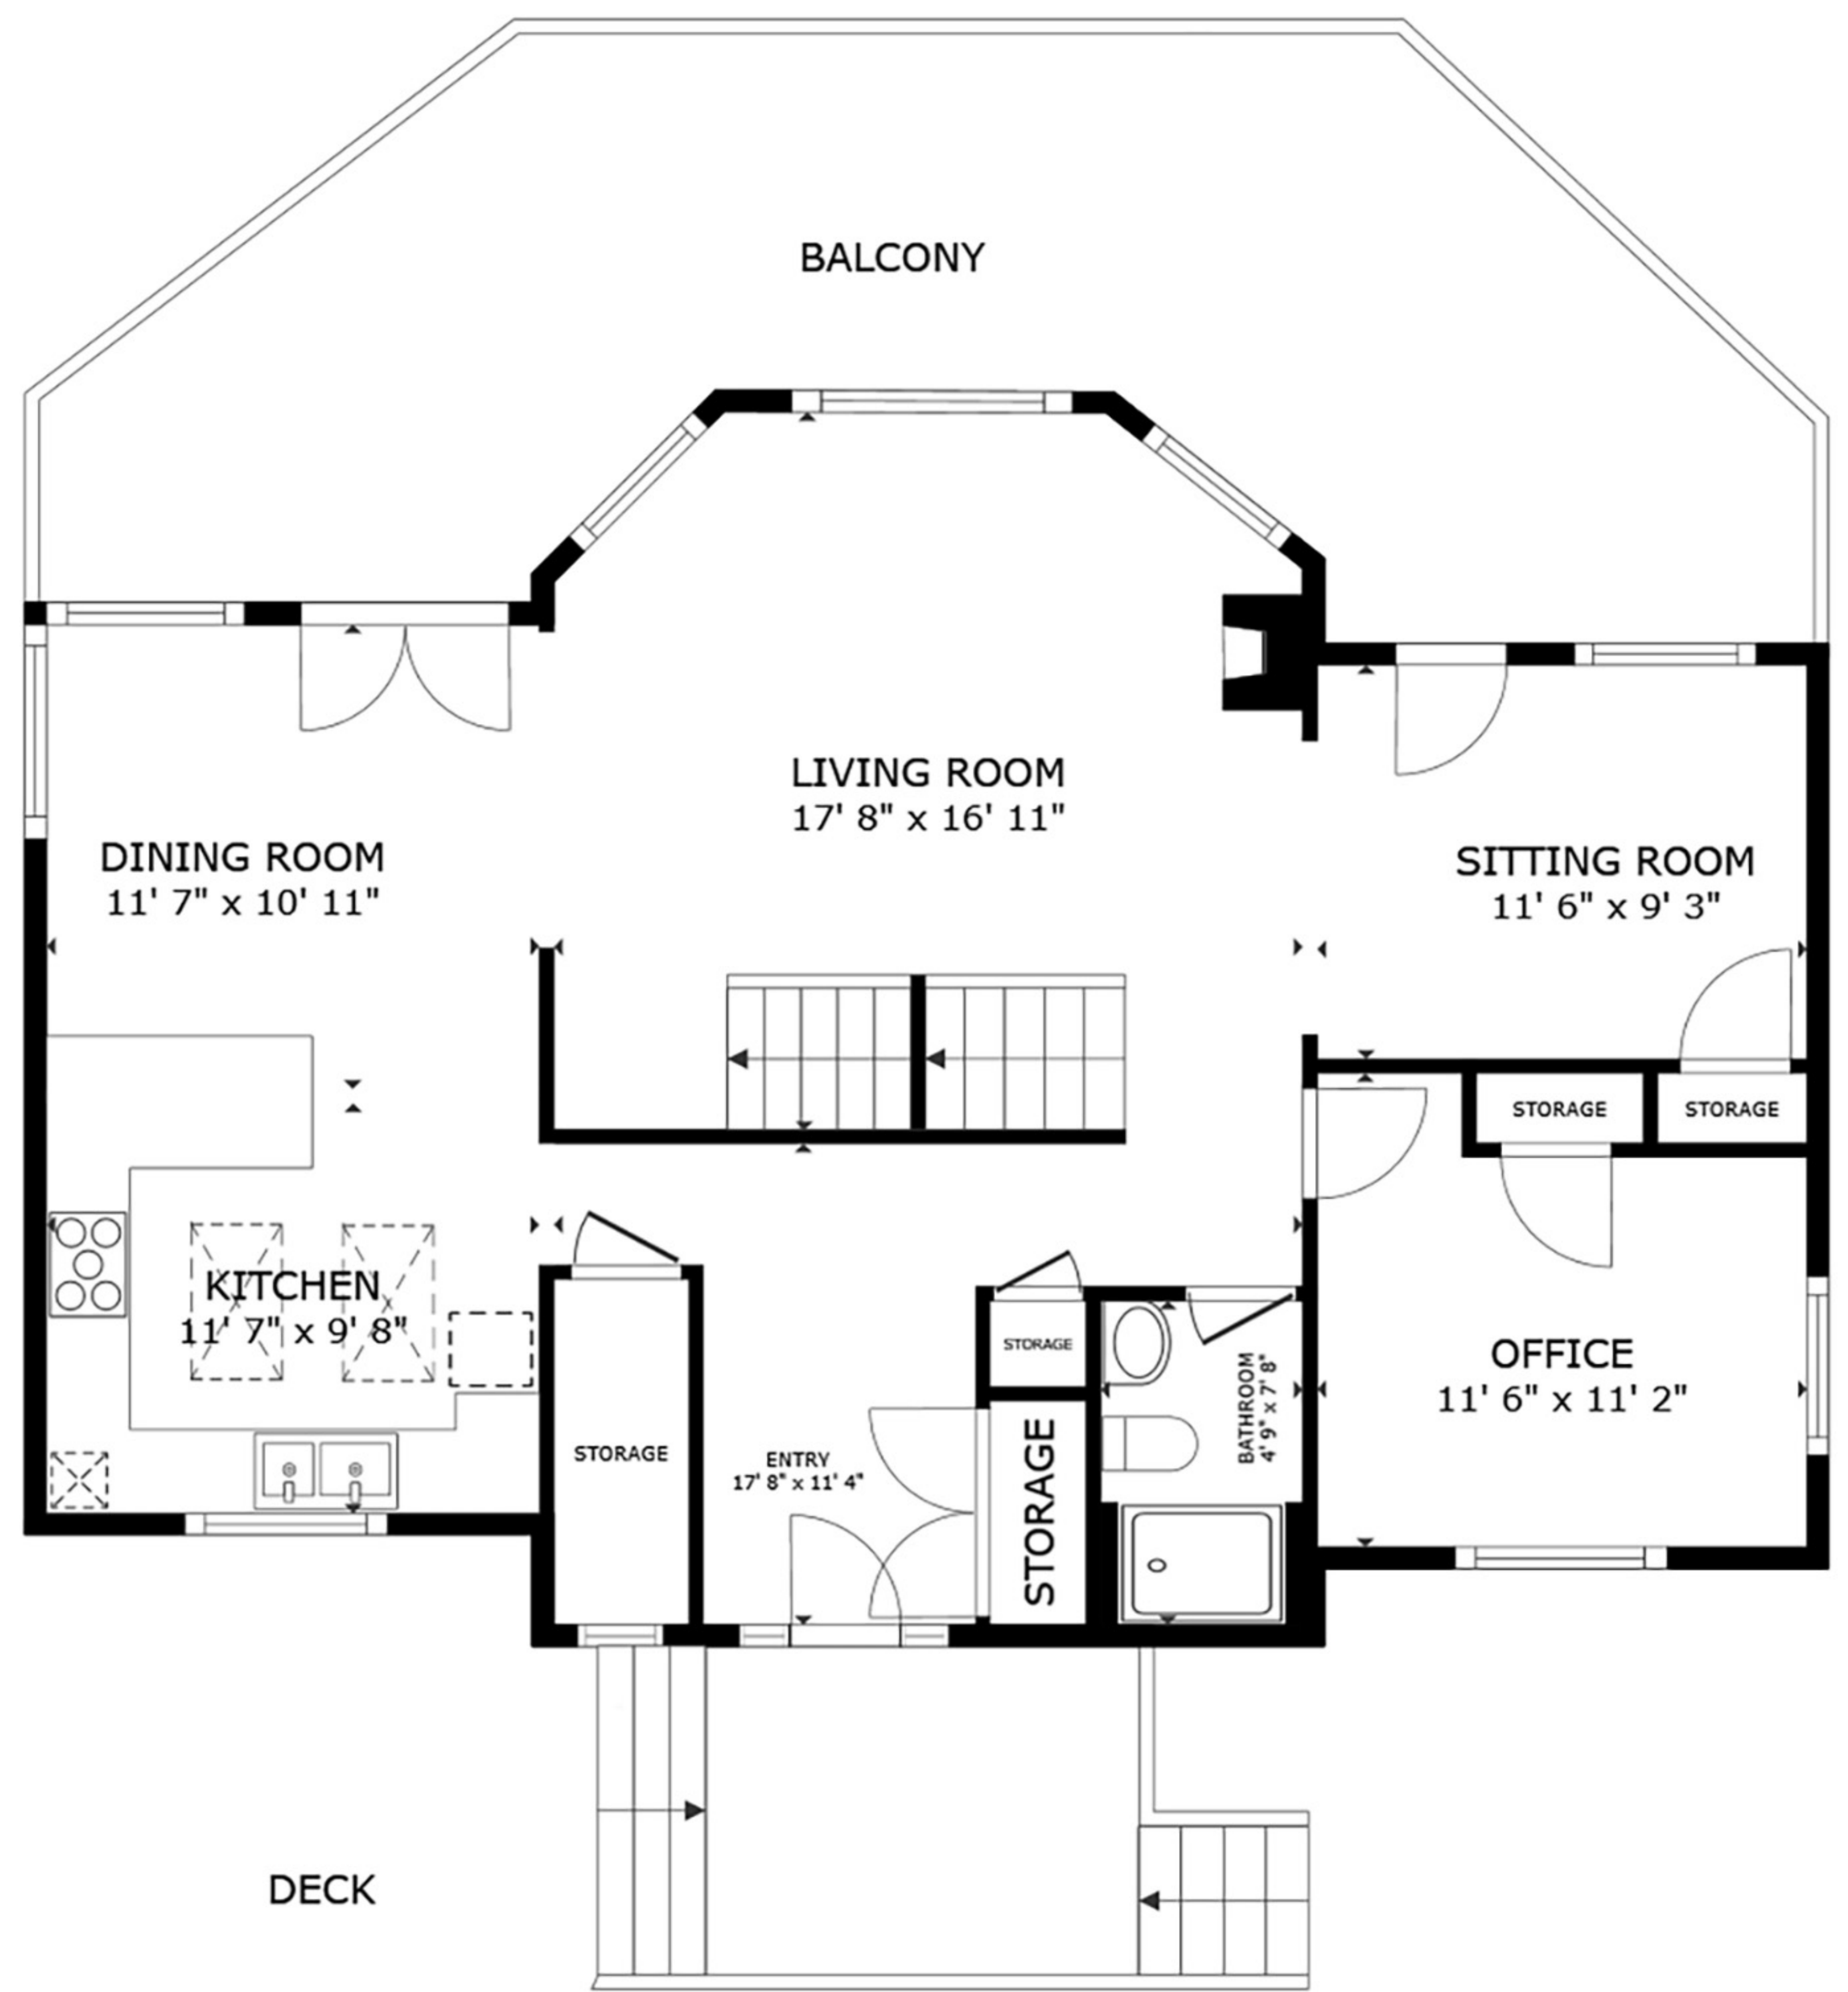 BALCONY
LIVING ROOM
17' 8" x 16' 11"
DINING ROOM
11' 7" x 10' 11"
SITTING ROOM
11' 6" x 9' 3"
STORAGE
STORAGE
KITCHEN
11' 7" x 9' 8"
STORAGE
OFFICE
11' 6" x 11' 2"
BATHROOM
4' 9" x 7' 8"
STORAGE
ENTRY
17' 8" x 11' 4"
STORAGE
DECK